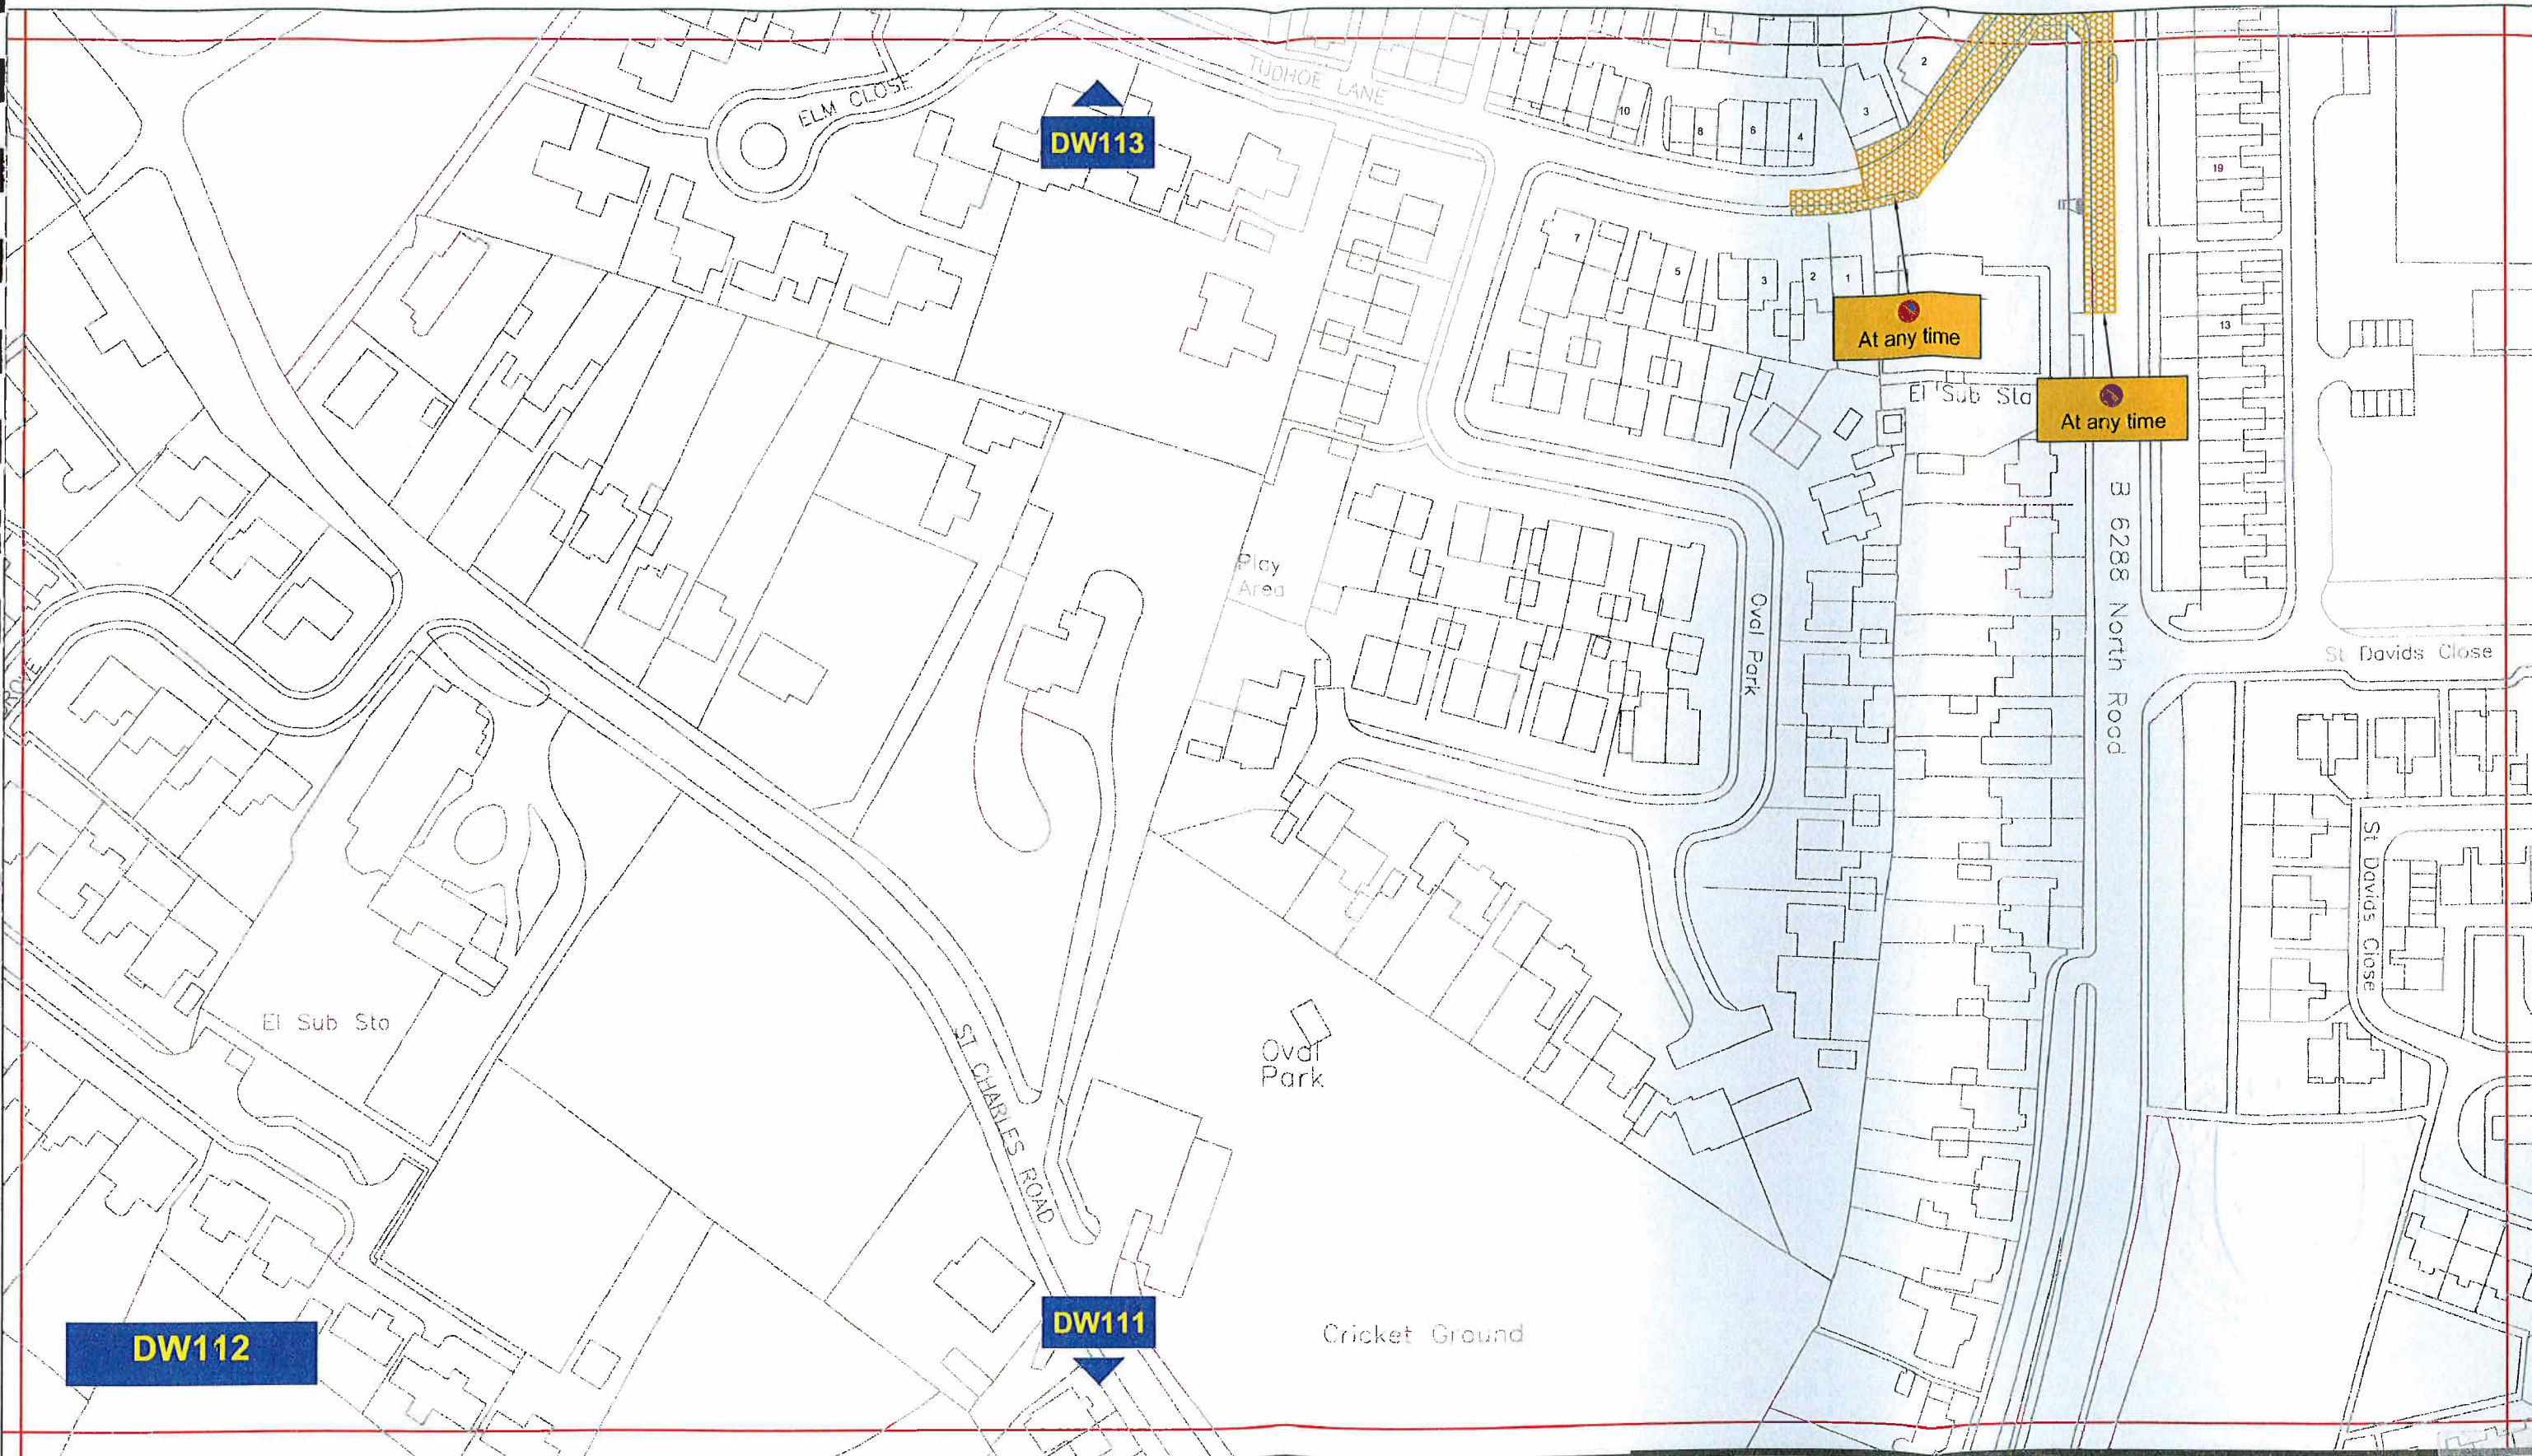 TUDHOE LANE
ELM CLOSE
DW113
2
3
10
8
6
4
19
7
5
3
2
1
13
At any time
At any time
El Sub Sta
B 6288 North Road
Play
Area
Oval Park
St Davids Close
St Davids Close
El Sub Sta
Oval
Park
ST CHARLES ROAD
DW111
Cricket Ground
DW112